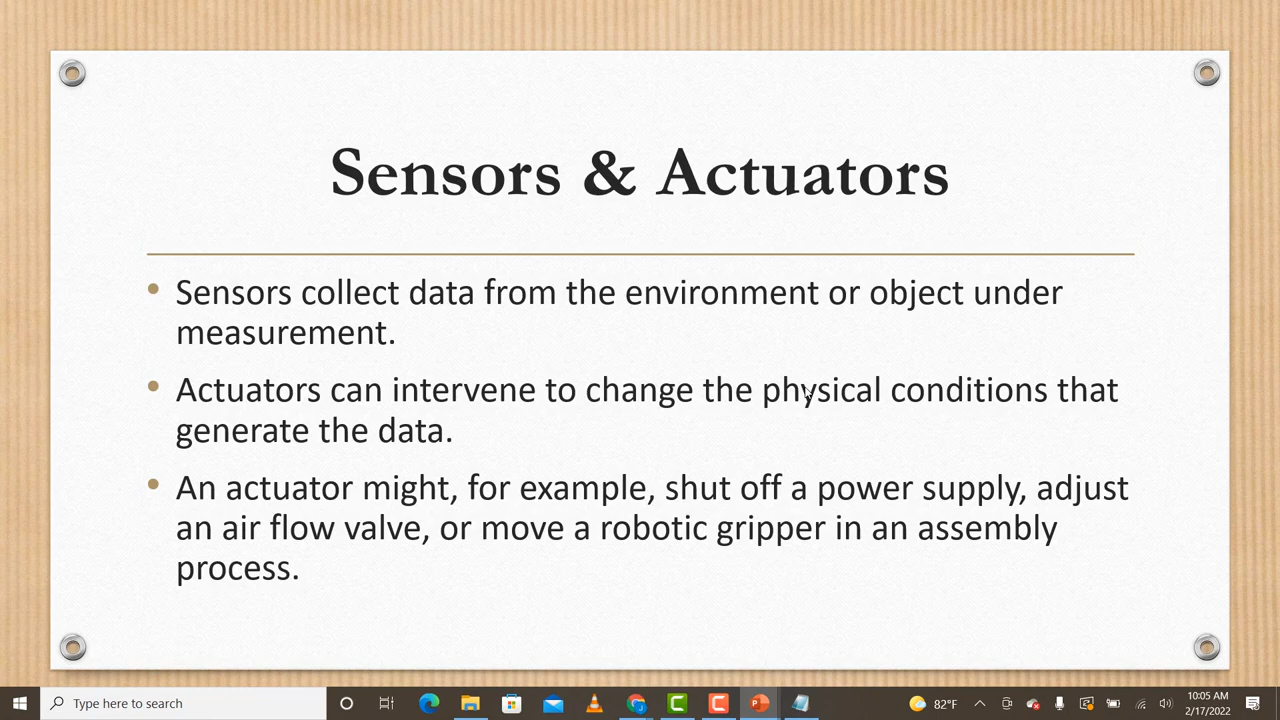 Sensors & Actuators
• Sensors collect data from the environment or object under
measurement.
• Actuators can intervene to change the physical conditions that
generate the data.
• An actuator might, for example, shut off a power supply, adjust
an air flow valve, or move a robotic gripper in an assembly
process.
Type here to search
82°F
10:05 AM
2/17/2022